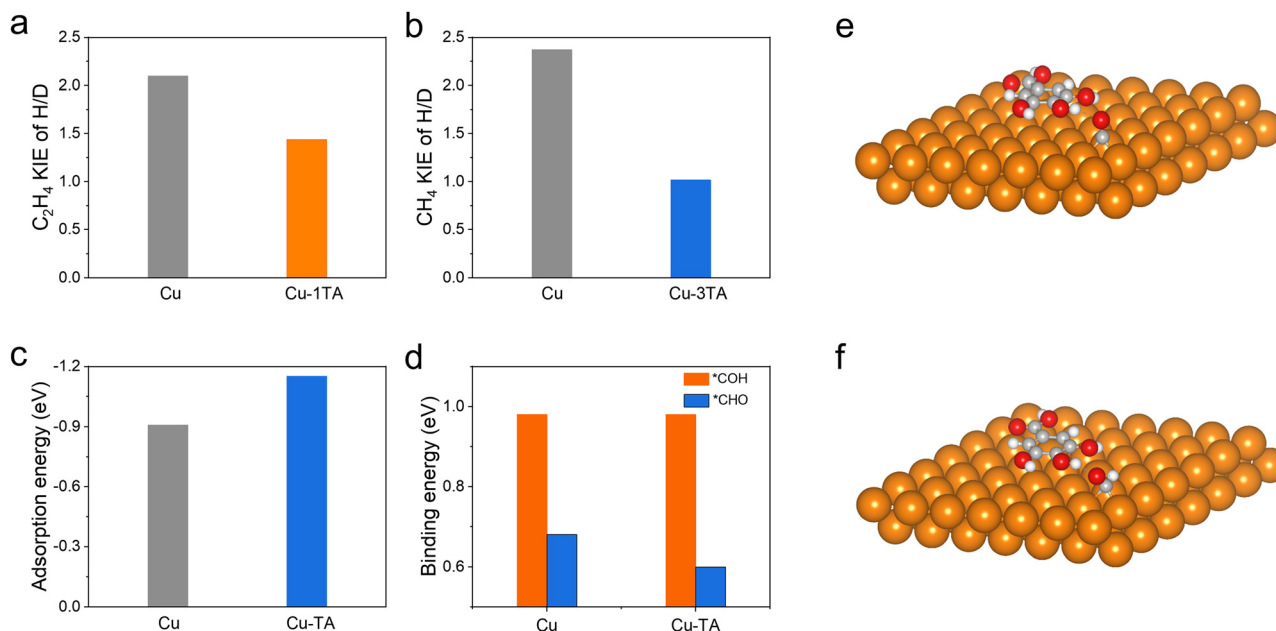 a
C₂H₄ KIE of H/D
2.5
2.0
1.5
1.0
0.5
0.0
Cu
Cu-1TA
b
CH₄ KIE of H/D
2.5
2.0
1.5
1.0
0.5
0.0
Cu
Cu-3TA
e
c
Adsorption energy (eV)
-1.2
-0.9
-0.6
-0.3
0.0
Cu
Cu-TA
d
Binding energy (eV)
1.0
0.8
0.6
*COH
*CHO
Cu
Cu-TA
f